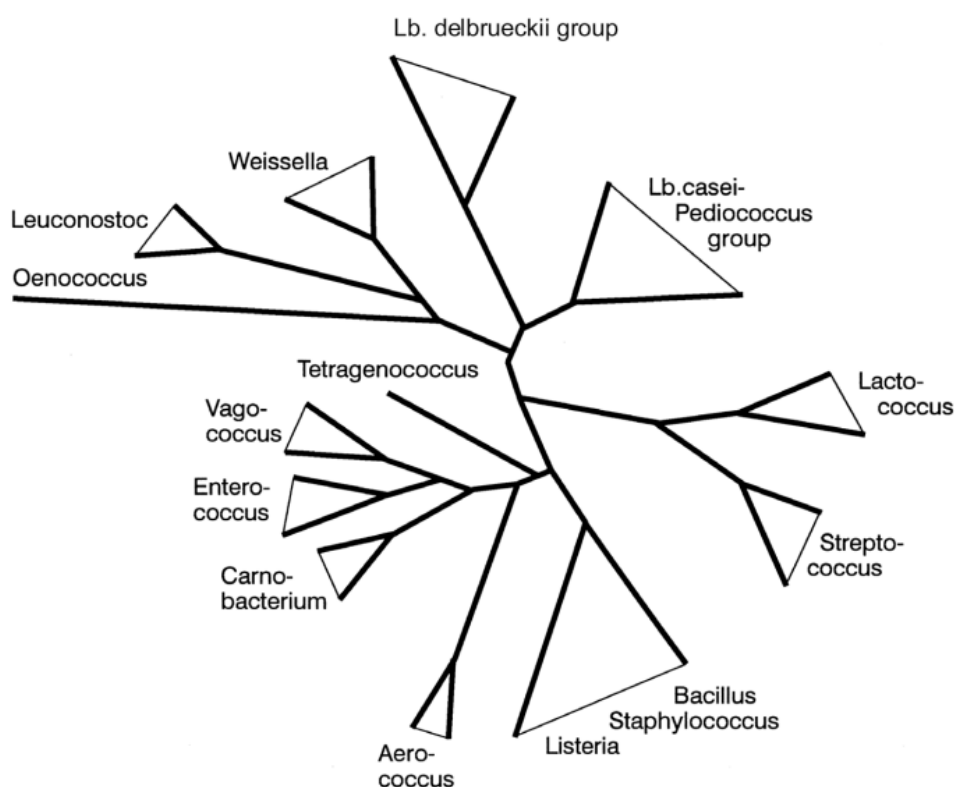 Lb. delbrueckii group
Weissella
Lb.casei-
Pediococcus
group
Leuconostoc
Oenococcus
Tetragenococcus
Lacto-
coccus
Vago-
coccus
Entero-
coccus
Strepto-
coccus
Carno-
bacterium
Bacillus
Staphylococcus
Listeria
Aero-
coccus